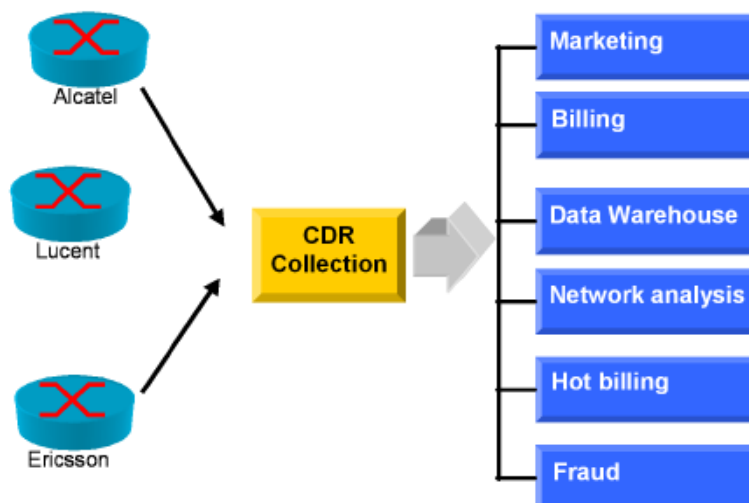 Alcatel
Lucent
Ericsson
CDR
Collection
Marketing
Billing
Data Warehouse
Network analysis
Hot billing
Fraud